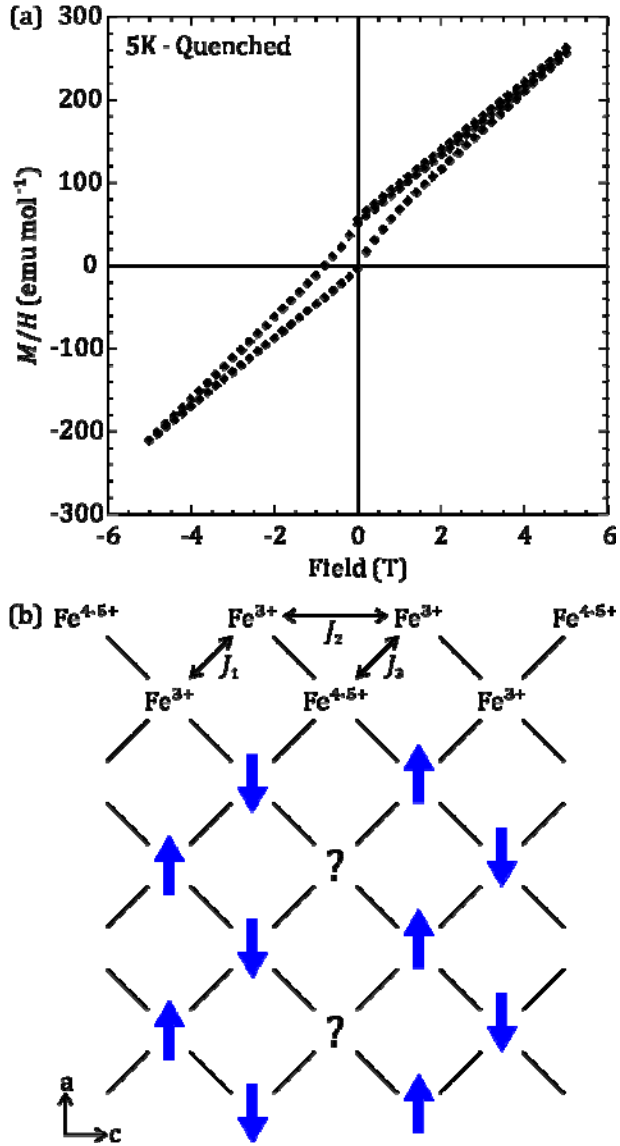 (a)
300
5K - Quenched
200
100
0
-100
-200
-300
M/H (emu mol⁻¹)
-6 -4 -2 0 2 4 6
Field (T)
(b) Fe⁴·⁵⁺ Fe³⁺ Fe³⁺ Fe⁴·⁵⁺
J₂
J₁ J₃
Fe³⁺ Fe⁴·⁵⁺ Fe³⁺
?
?
a
c